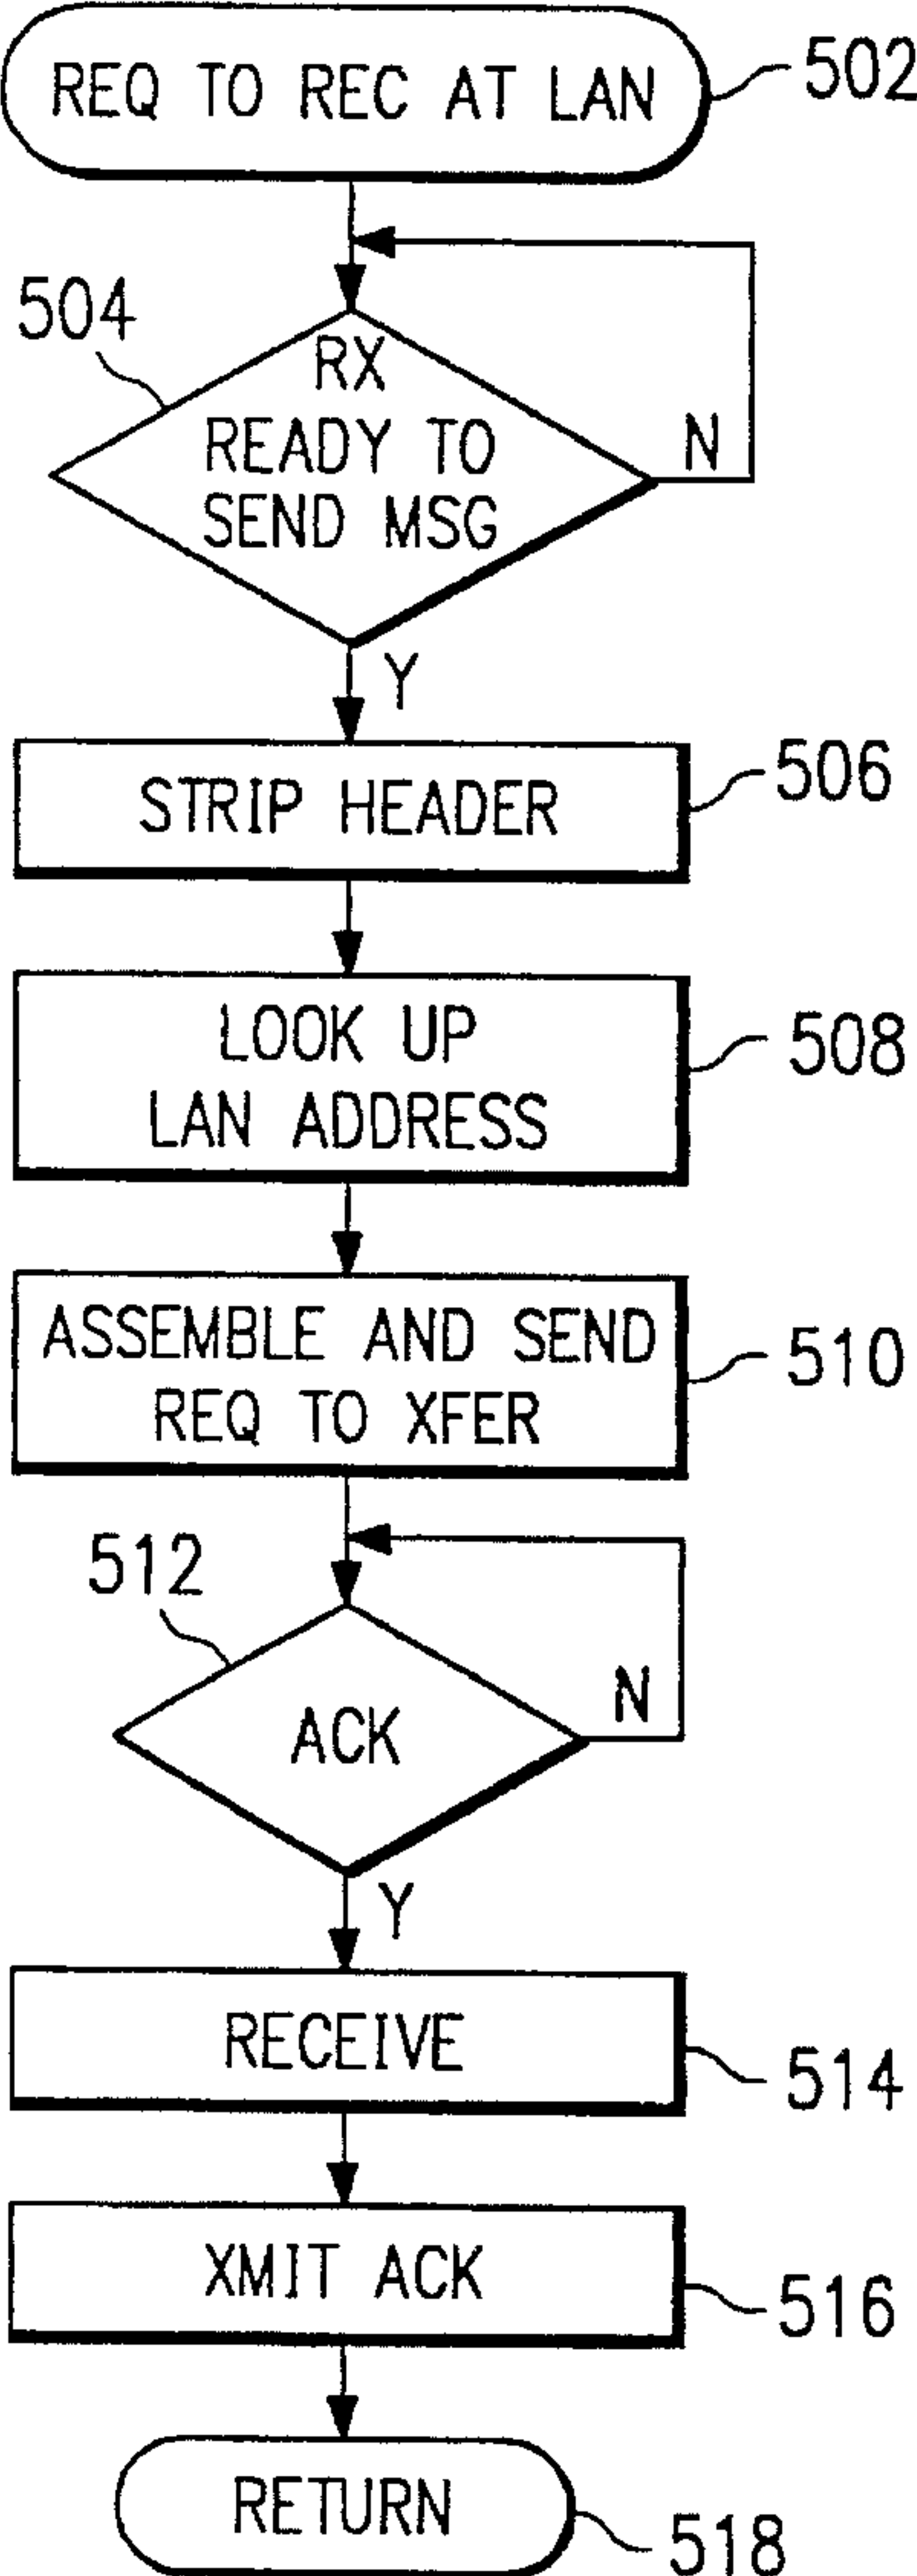 REQ TO REC AT LAN
502
504
RX
READY TO
SEND MSG
N
Y
STRIP HEADER
506
LOOK UP
LAN ADDRESS
508
ASSEMBLE AND SEND
REQ TO XFER
510
512
ACK
N
Y
RECEIVE
514
XMIT ACK
516
RETURN
518